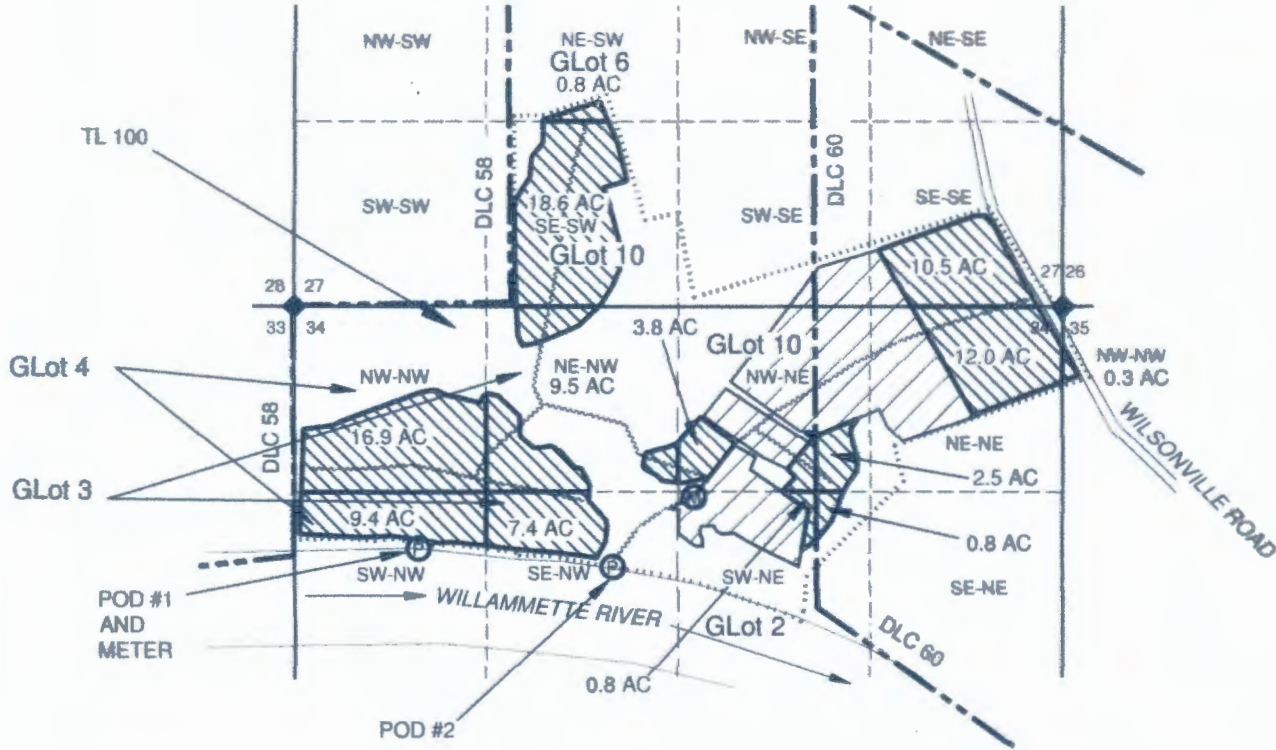 NW-SW
NE-SW
NW-SE
NE-SE
GLot 6
0.8 AC
TL 100
DLC 58
DLC 60
SW-SW
18.6 AC
SE-SW
GLot 10
SW-SE
SE-SE
10.5 AC
28 27
33 34
27 26
34 35
3.8 AC
GLot 10
12.0 AC
NW-NW
0.3 AC
GLot 4
NW-NW
NE-NW
9.5 AC
NW-NE
WILSONVILLE ROAD
DLC 58
16.9 AC
NE-NE
GLot 3
2.5 AC
9.4 AC
7.4 AC
M
0.8 AC
P
P
SW-NW
SE-NW
SW-NE
SE-NE
POD #1
AND
METER
WILLAMMETTE RIVER
GLot 2
DLC 60
0.8 AC
POD #2